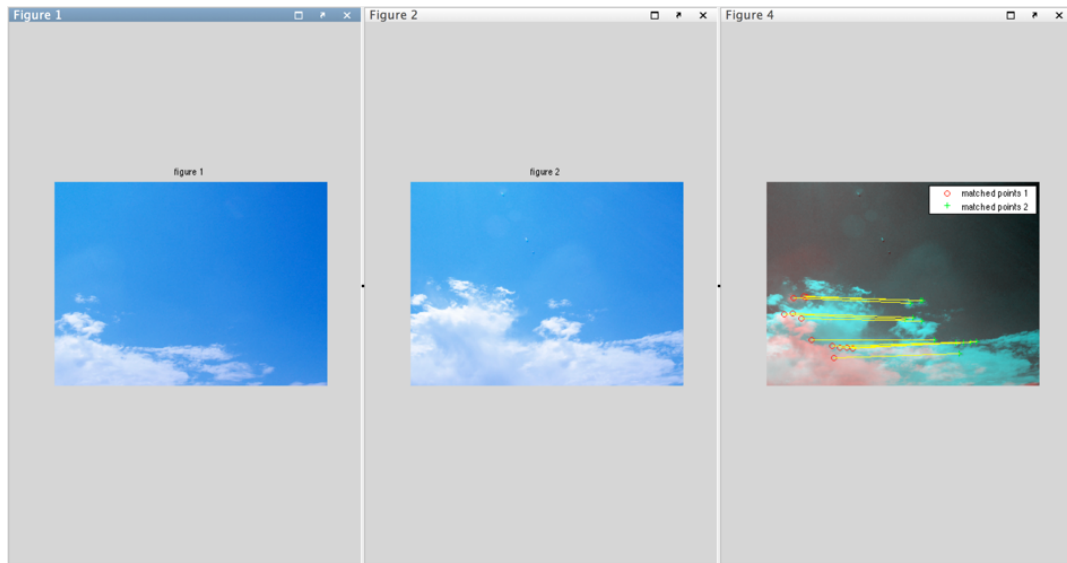 Figure 1
Figure 2
Figure 4
figure 1
figure 2
matched points 1
matched points 2